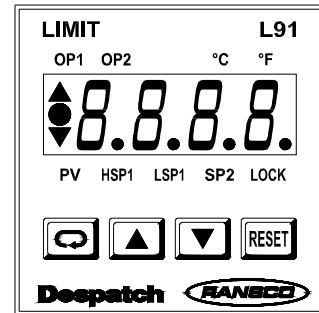 LIMIT L91
OP1 OP2 °C °F
8.8.8.8.
PV HSP1 LSP1 SP2 LOCK
RESET
Despatch RANSCO